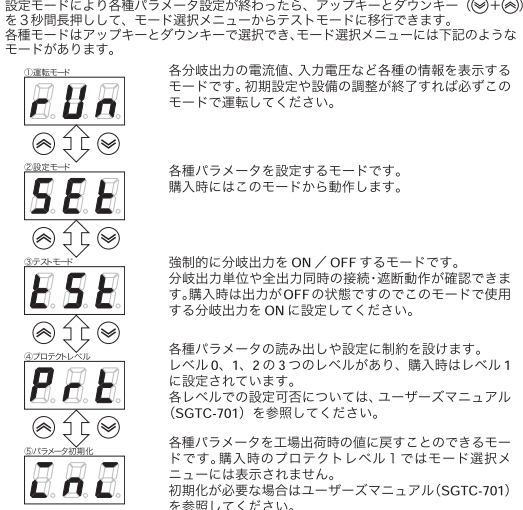 設定モードにより各種パラメータ設定が終わったら、アップキーとダウンキー（(︾)+(︽)）
を3秒間長押しして、モード選択メニューからテストモードに移行できます。
各種モードはアップキーとダウンキーで選択でき、モード選択メニューには下記のような
モードがあります。
①運転モード
rUn
各分岐出力の電流値、入力電圧など各種の情報を表示する
モードです。初期設定や設備の調整が終了すれば必ずこの
モードで運転してください。
②設定モード
SEt
各種パラメータを設定するモードです。
購入時にはこのモードから動作します。
③テストモード
tSt
強制的に分岐出力を ON ／ OFF するモードです。
分岐出力単位や全出力同時の接続・遮断動作が確認できま
す。購入時は出力がOFFの状態ですのでこのモードで使用
する分岐出力を ON に設定してください。
④プロテクトレベル
Prt
各種パラメータの読み出しや設定に制約を設けます。
レベル 0、1、2 の 3 つのレベルがあり、購入時はレベル 1
に設定されています。
各レベルでの設定可否については、ユーザーズマニュアル
（SGTC-701）を参照してください。
⑤パラメータ初期化
ini
各種パラメータを工場出荷時の値に戻すことのできるモー
ドです。購入時のプロテクトレベル 1 ではモード選択メ
ニューには表示されません。
初期化が必要な場合はユーザーズマニュアル（SGTC-701）
を参照してください。